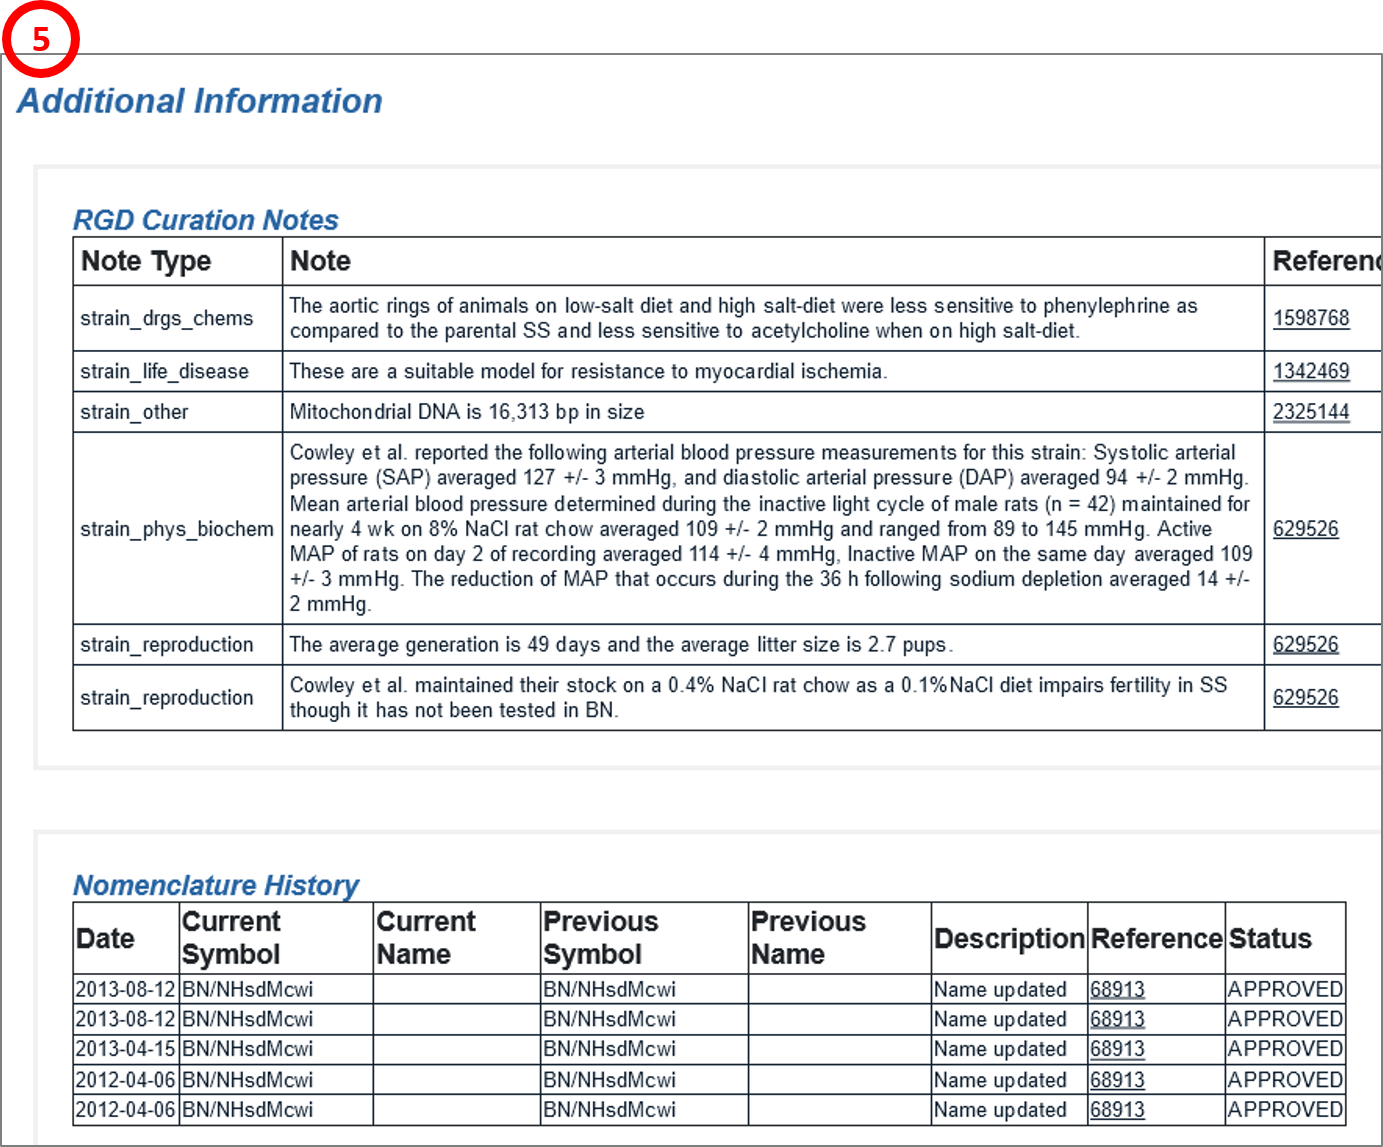 5
Additional Information
RGD Curation Notes
Note Type Note Referenc
strain_drgs_chems The aortic rings of animals on low-salt diet and high salt-diet were less sensitive to phenylephrine as compared to the parental SS and less sensitive to acetylcholine when on high salt-diet. 1598768
strain_life_disease These are a suitable model for resistance to myocardial ischemia. 1342469
strain_other Mitochondrial DNA is 16,313 bp in size 2325144
strain_phys_biochem Cowley et al. reported the following arterial blood pressure measurements for this strain: Systolic arterial
pressure (SAP) averaged 127 +/- 3 mmHg, and diastolic arterial pressure (DAP) averaged 94 +/- 2 mmHg.
Mean arterial blood pressure determined during the inactive light cycle of male rats (n = 42) maintained for
nearly 4 wk on 8% NaCl rat chow averaged 109 +/- 2 mmHg and ranged from 89 to 145 mmHg. Active
MAP of rats on day 2 of recording averaged 114 +/- 4 mmHg, Inactive MAP on the same day averaged 109
+/- 3 mmHg. The reduction of MAP that occurs during the 36 h following sodium depletion averaged 14 +/-
2 mmHg. 629526
strain_reproduction The average generation is 49 days and the average litter size is 2.7 pups. 629526
strain_reproduction Cowley et al. maintained their stock on a 0.4% NaCl rat chow as a 0.1%NaCl diet impairs fertility in SS
though it has not been tested in BN. 629526
Nomenclature History
Date Current Symbol Current Name Previous Symbol Previous Name Description Reference Status
2013-08-12 BN/NHsdMcwi BN/NHsdMcwi Name updated 68913 APPROVED
2013-08-12 BN/NHsdMcwi BN/NHsdMcwi Name updated 68913 APPROVED
2013-04-15 BN/NHsdMcwi BN/NHsdMcwi Name updated 68913 APPROVED
2012-04-06 BN/NHsdMcwi BN/NHsdMcwi Name updated 68913 APPROVED
2012-04-06 BN/NHsdMcwi BN/NHsdMcwi Name updated 68913 APPROVED